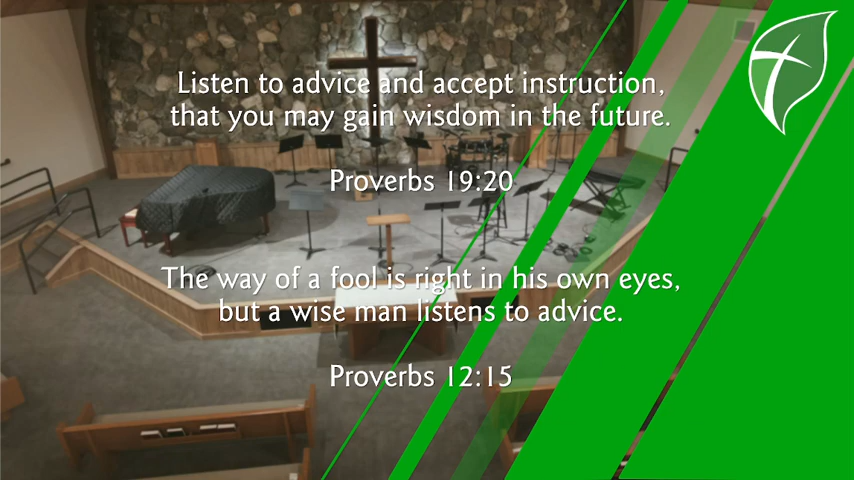 Listen to advice and accept instruction,
that you may gain wisdom in the future.
Proverbs 19:20
The way of a fool is right in his own eyes,
but a wise man listens to advice.
Proverbs 12:15